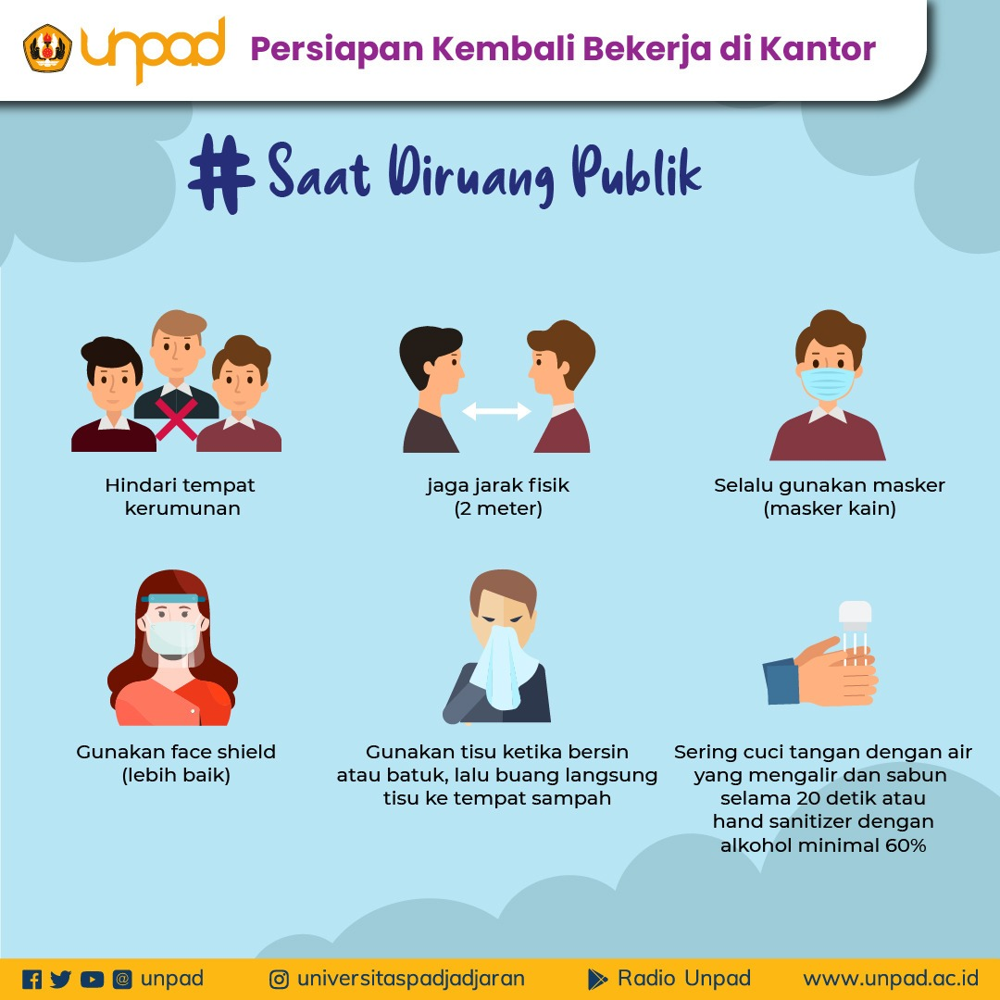 unpad
Persiapan Kembali Bekerja di Kantor
# Saat Diruang Publik
Hindari tempat
kerumunan
jaga jarak fisik
(2 meter)
Selalu gunakan masker
(masker kain)
Gunakan face shield
(lebih baik)
Gunakan tisu ketika bersin
atau batuk, lalu buang langsung
tisu ke tempat sampah
Sering cuci tangan dengan air
yang mengalir dan sabun
selama 20 detik atau
hand sanitizer dengan
alkohol minimal 60%
@ unpad
universitaspadjadjaran
Radio Unpad
www.unpad.ac.id